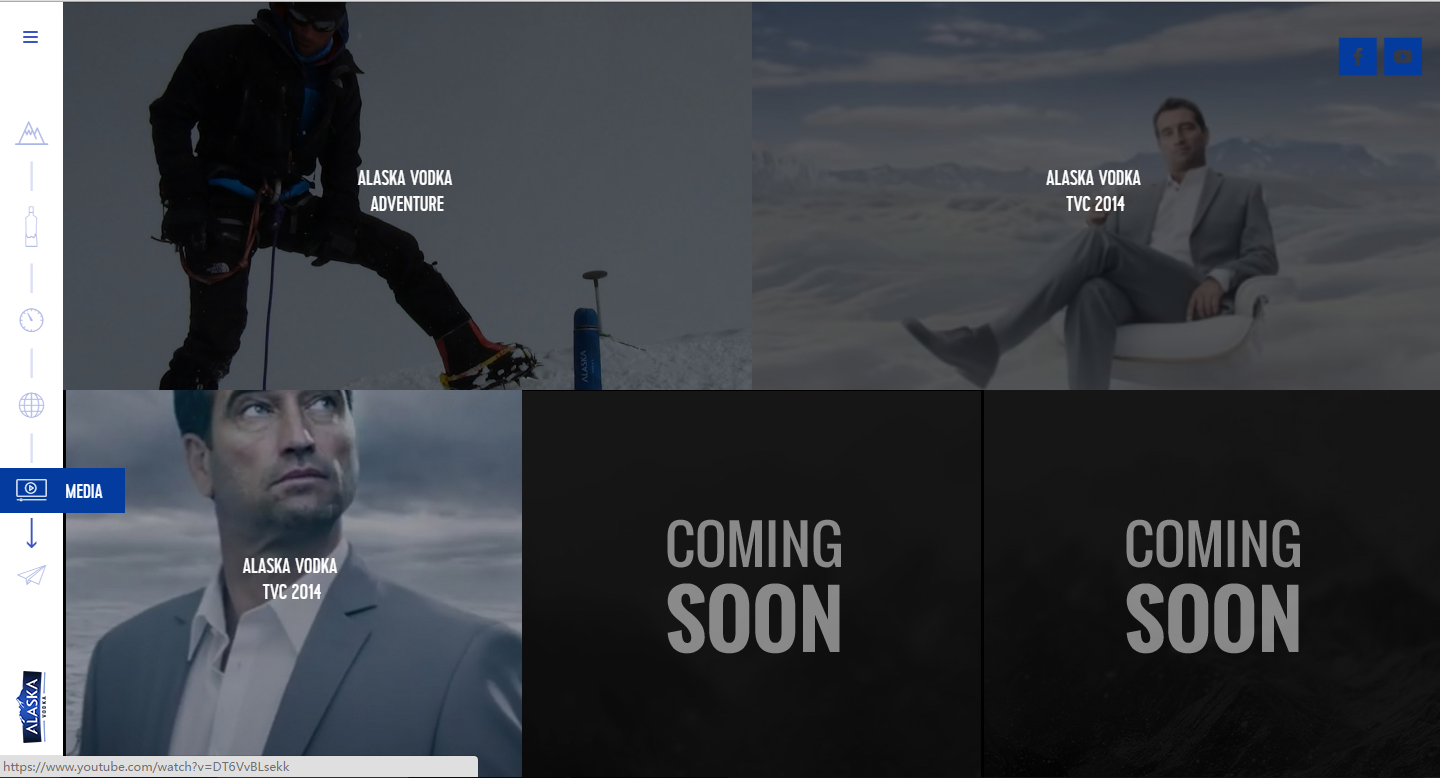 ALASKA VODKA
ADVENTURE
ALASKA
ALASKA VODKA
TVC 2014
MEDIA
ALASKA VODKA
TVC 2014
COMING
SOON
COMING
SOON
ALASKA
VODKA
https://www.youtube.com/watch?v=DT6VvBLsekk